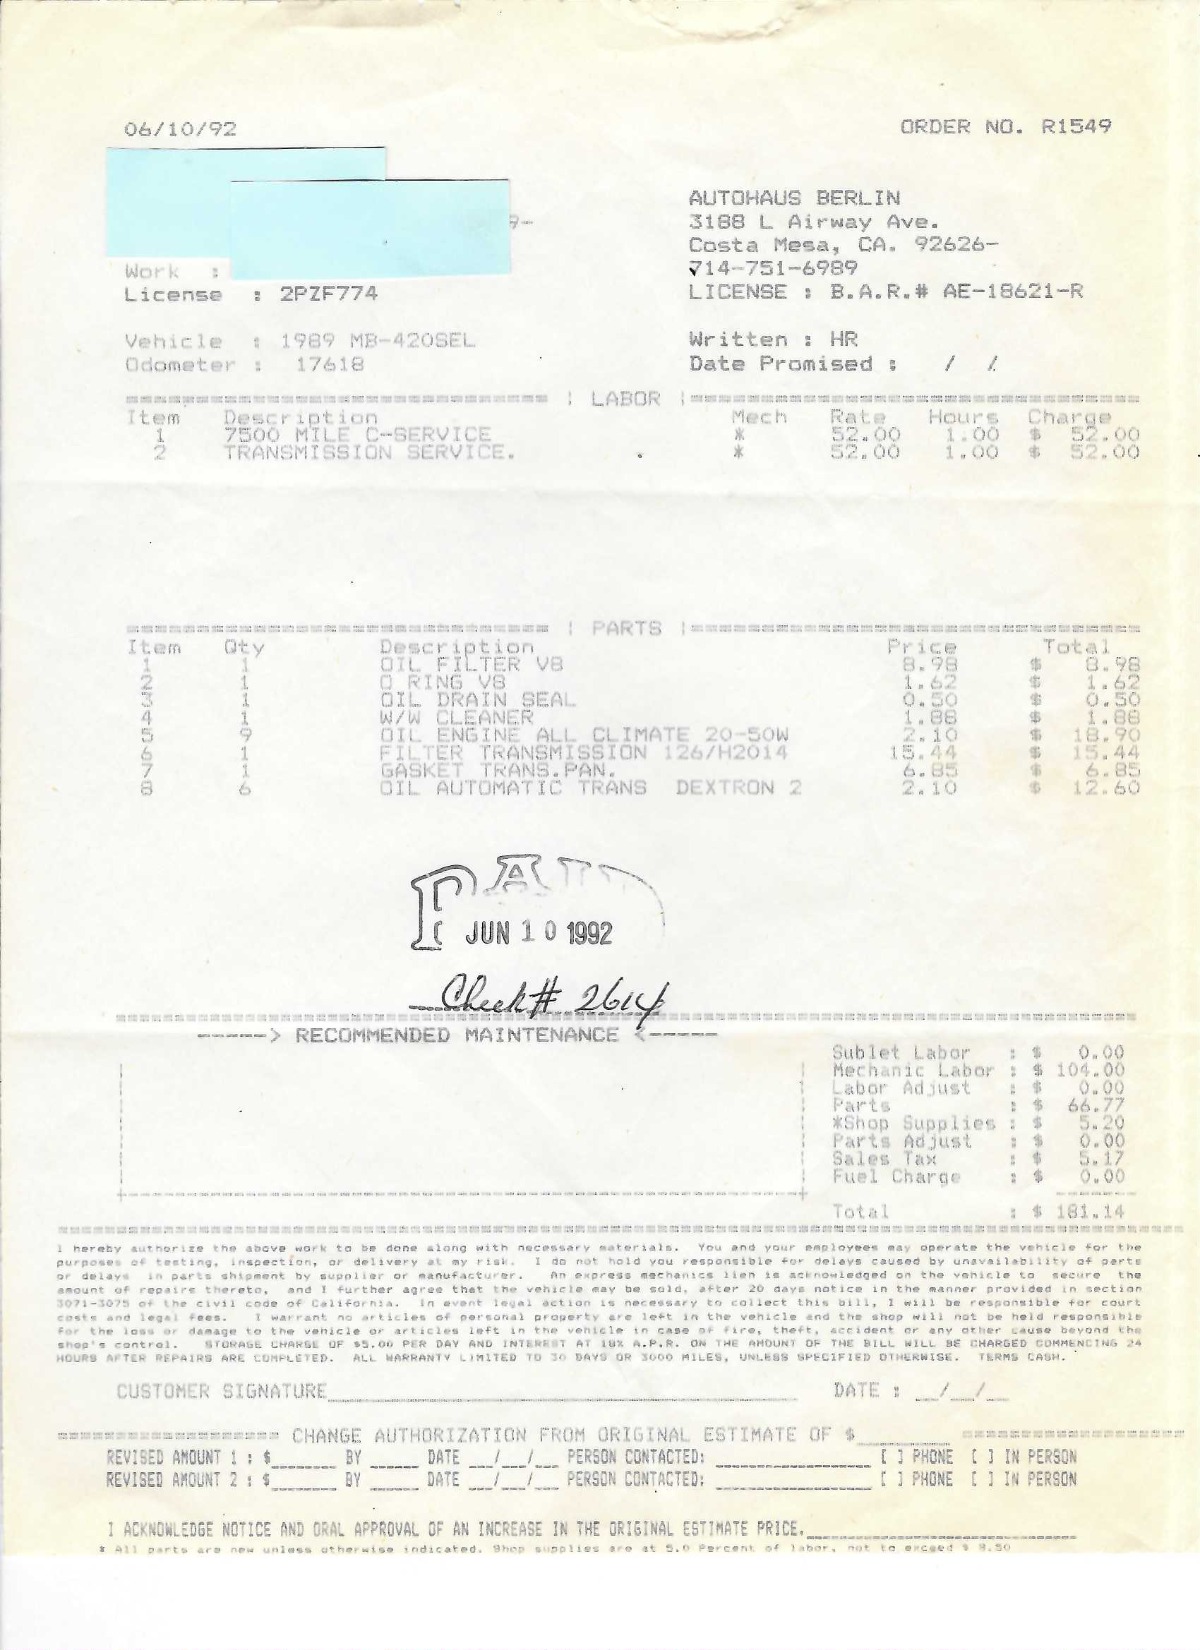 06/10/92 ORDER NO. R1549
AUTOHAUS BERLIN
9- 3188 L Airway Ave.
Costa Mesa, CA. 92626-
Work : 714-751-6989
License : 2PZF774 LICENSE : B.A.R.# AE-18621-R
Vehicle : 1989 MB-420SEL Written : HR
Odometer : 17618 Date Promised : / /
| LABOR |
Item Description Mech Rate Hours Charge
1 7500 MILE C-SERVICE * 52.00 1.00 $ 52.00
2 TRANSMISSION SERVICE. * 52.00 1.00 $ 52.00
| PARTS |
Item Qty Description Price Total
1 1 OIL FILTER V8 8.98 $ 8.98
2 1 O RING V8 1.62 $ 1.62
3 1 OIL DRAIN SEAL 0.50 $ 0.50
4 1 W/W CLEANER 1.88 $ 1.88
5 9 OIL ENGINE ALL CLIMATE 20-50W 2.10 $ 18.90
6 1 FILTER TRANSMISSION 126/H2014 15.44 $ 15.44
7 1 GASKET TRANS.PAN. 6.85 $ 6.85
8 6 OIL AUTOMATIC TRANS DEXTRON 2 2.10 $ 12.60
PAID
JUN 10 1992
Check# 2614
-----> RECOMMENDED MAINTENANCE <-----
Sublet Labor : $ 0.00
Mechanic Labor : $ 104.00
Labor Adjust : $ 0.00
Parts : $ 66.77
*Shop Supplies : $ 5.20
Parts Adjust : $ 0.00
Sales Tax : $ 5.17
Fuel Charge : $ 0.00
Total : $ 181.14
I hereby authorize the above work to be done along with necessary materials. You and your employees may operate the vehicle for the
purposes of testing, inspection, or delivery at my risk. I do not hold you responsible for delays caused by unavailability of parts
or delays in parts shipment by supplier or manufacturer. An express mechanics lien is acknowledged on the vehicle to secure the
amount of repairs thereto, and I further agree that the vehicle may be sold, after 20 days notice in the manner provided in section
3071-3075 of the civil code of California. In event legal action is necessary to collect this bill, I will be responsible for court
costs and legal fees. I warrant no articles of personal property are left in the vehicle and the shop will not be held responsible
for the loss or damage to the vehicle or articles left in the vehicle in case of fire, theft, accident or any other cause beyond the
shop's control. STORAGE CHARGE OF $5.00 PER DAY AND INTEREST AT 18% A.P.R. ON THE AMOUNT OF THE BILL WILL BE CHARGED COMMENCING 24
HOURS AFTER REPAIRS ARE COMPLETED. ALL WARRANTY LIMITED TO 30 DAYS OR 3000 MILES, UNLESS SPECIFIED OTHERWISE. TERMS CASH.
CUSTOMER SIGNATURE DATE : __/__/__
CHANGE AUTHORIZATION FROM ORIGINAL ESTIMATE OF $
REVISED AMOUNT 1 : $ BY DATE __/__/__ PERSON CONTACTED: [ ] PHONE [ ] IN PERSON
REVISED AMOUNT 2 : $ BY DATE __/__/__ PERSON CONTACTED: [ ] PHONE [ ] IN PERSON
I ACKNOWLEDGE NOTICE AND ORAL APPROVAL OF AN INCREASE IN THE ORIGINAL ESTIMATE PRICE.
* All parts are new unless otherwise indicated. Shop supplies are at 5.0 Percent of labor, not to exceed $ 9.50